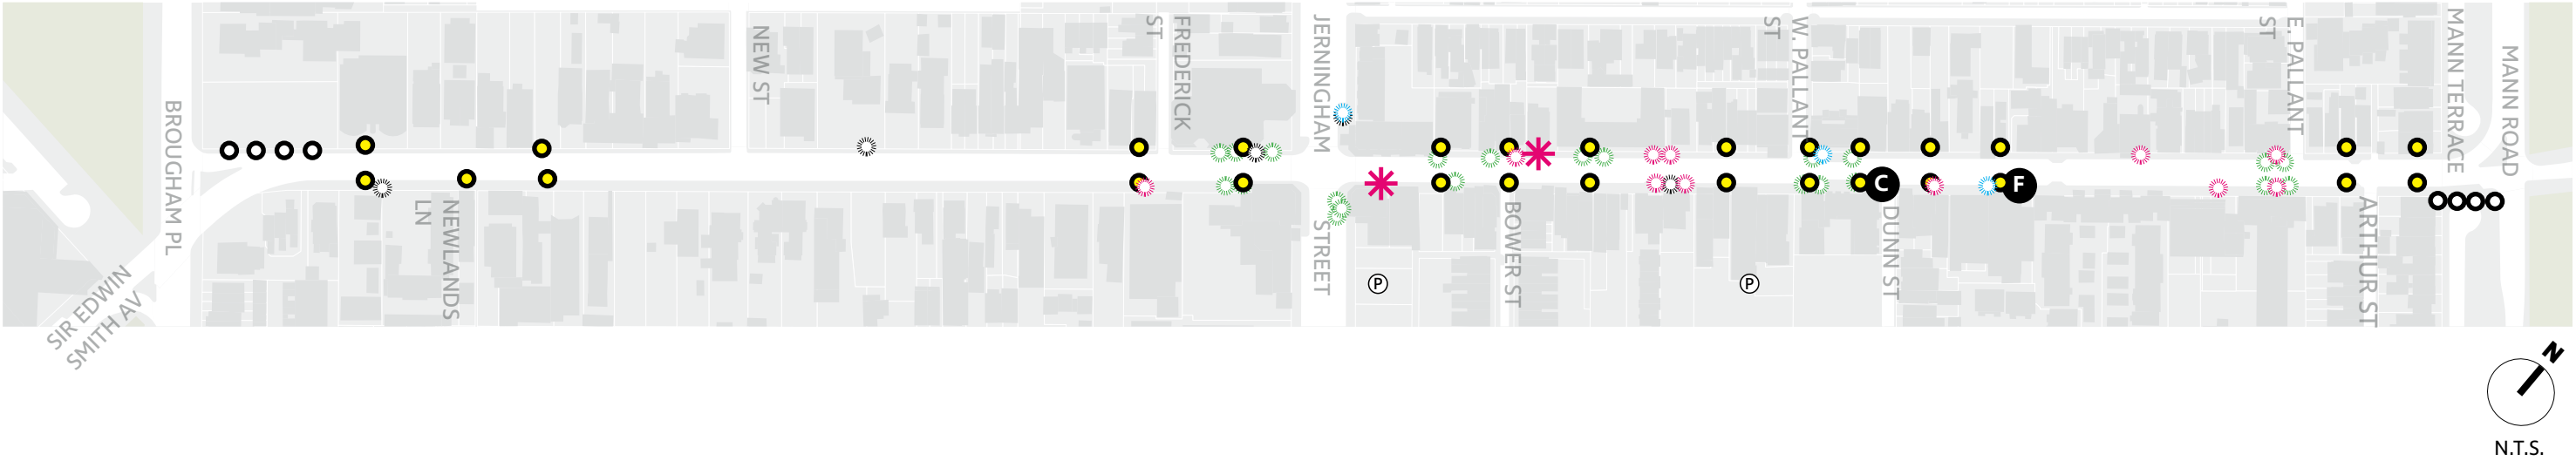 BROUGHAM PL
SIR EDWIN
SMITH AV
NEWLANDS
LN
NEW ST
FREDERICK
ST
JERNINGHAM
STREET
P
BOWER ST
P
W. PALLANT
ST
C
DUNN ST
F
E. PALLANT
ST
ARTHUR ST
MANN TERRACE
MANN ROAD
N
N.T.S.